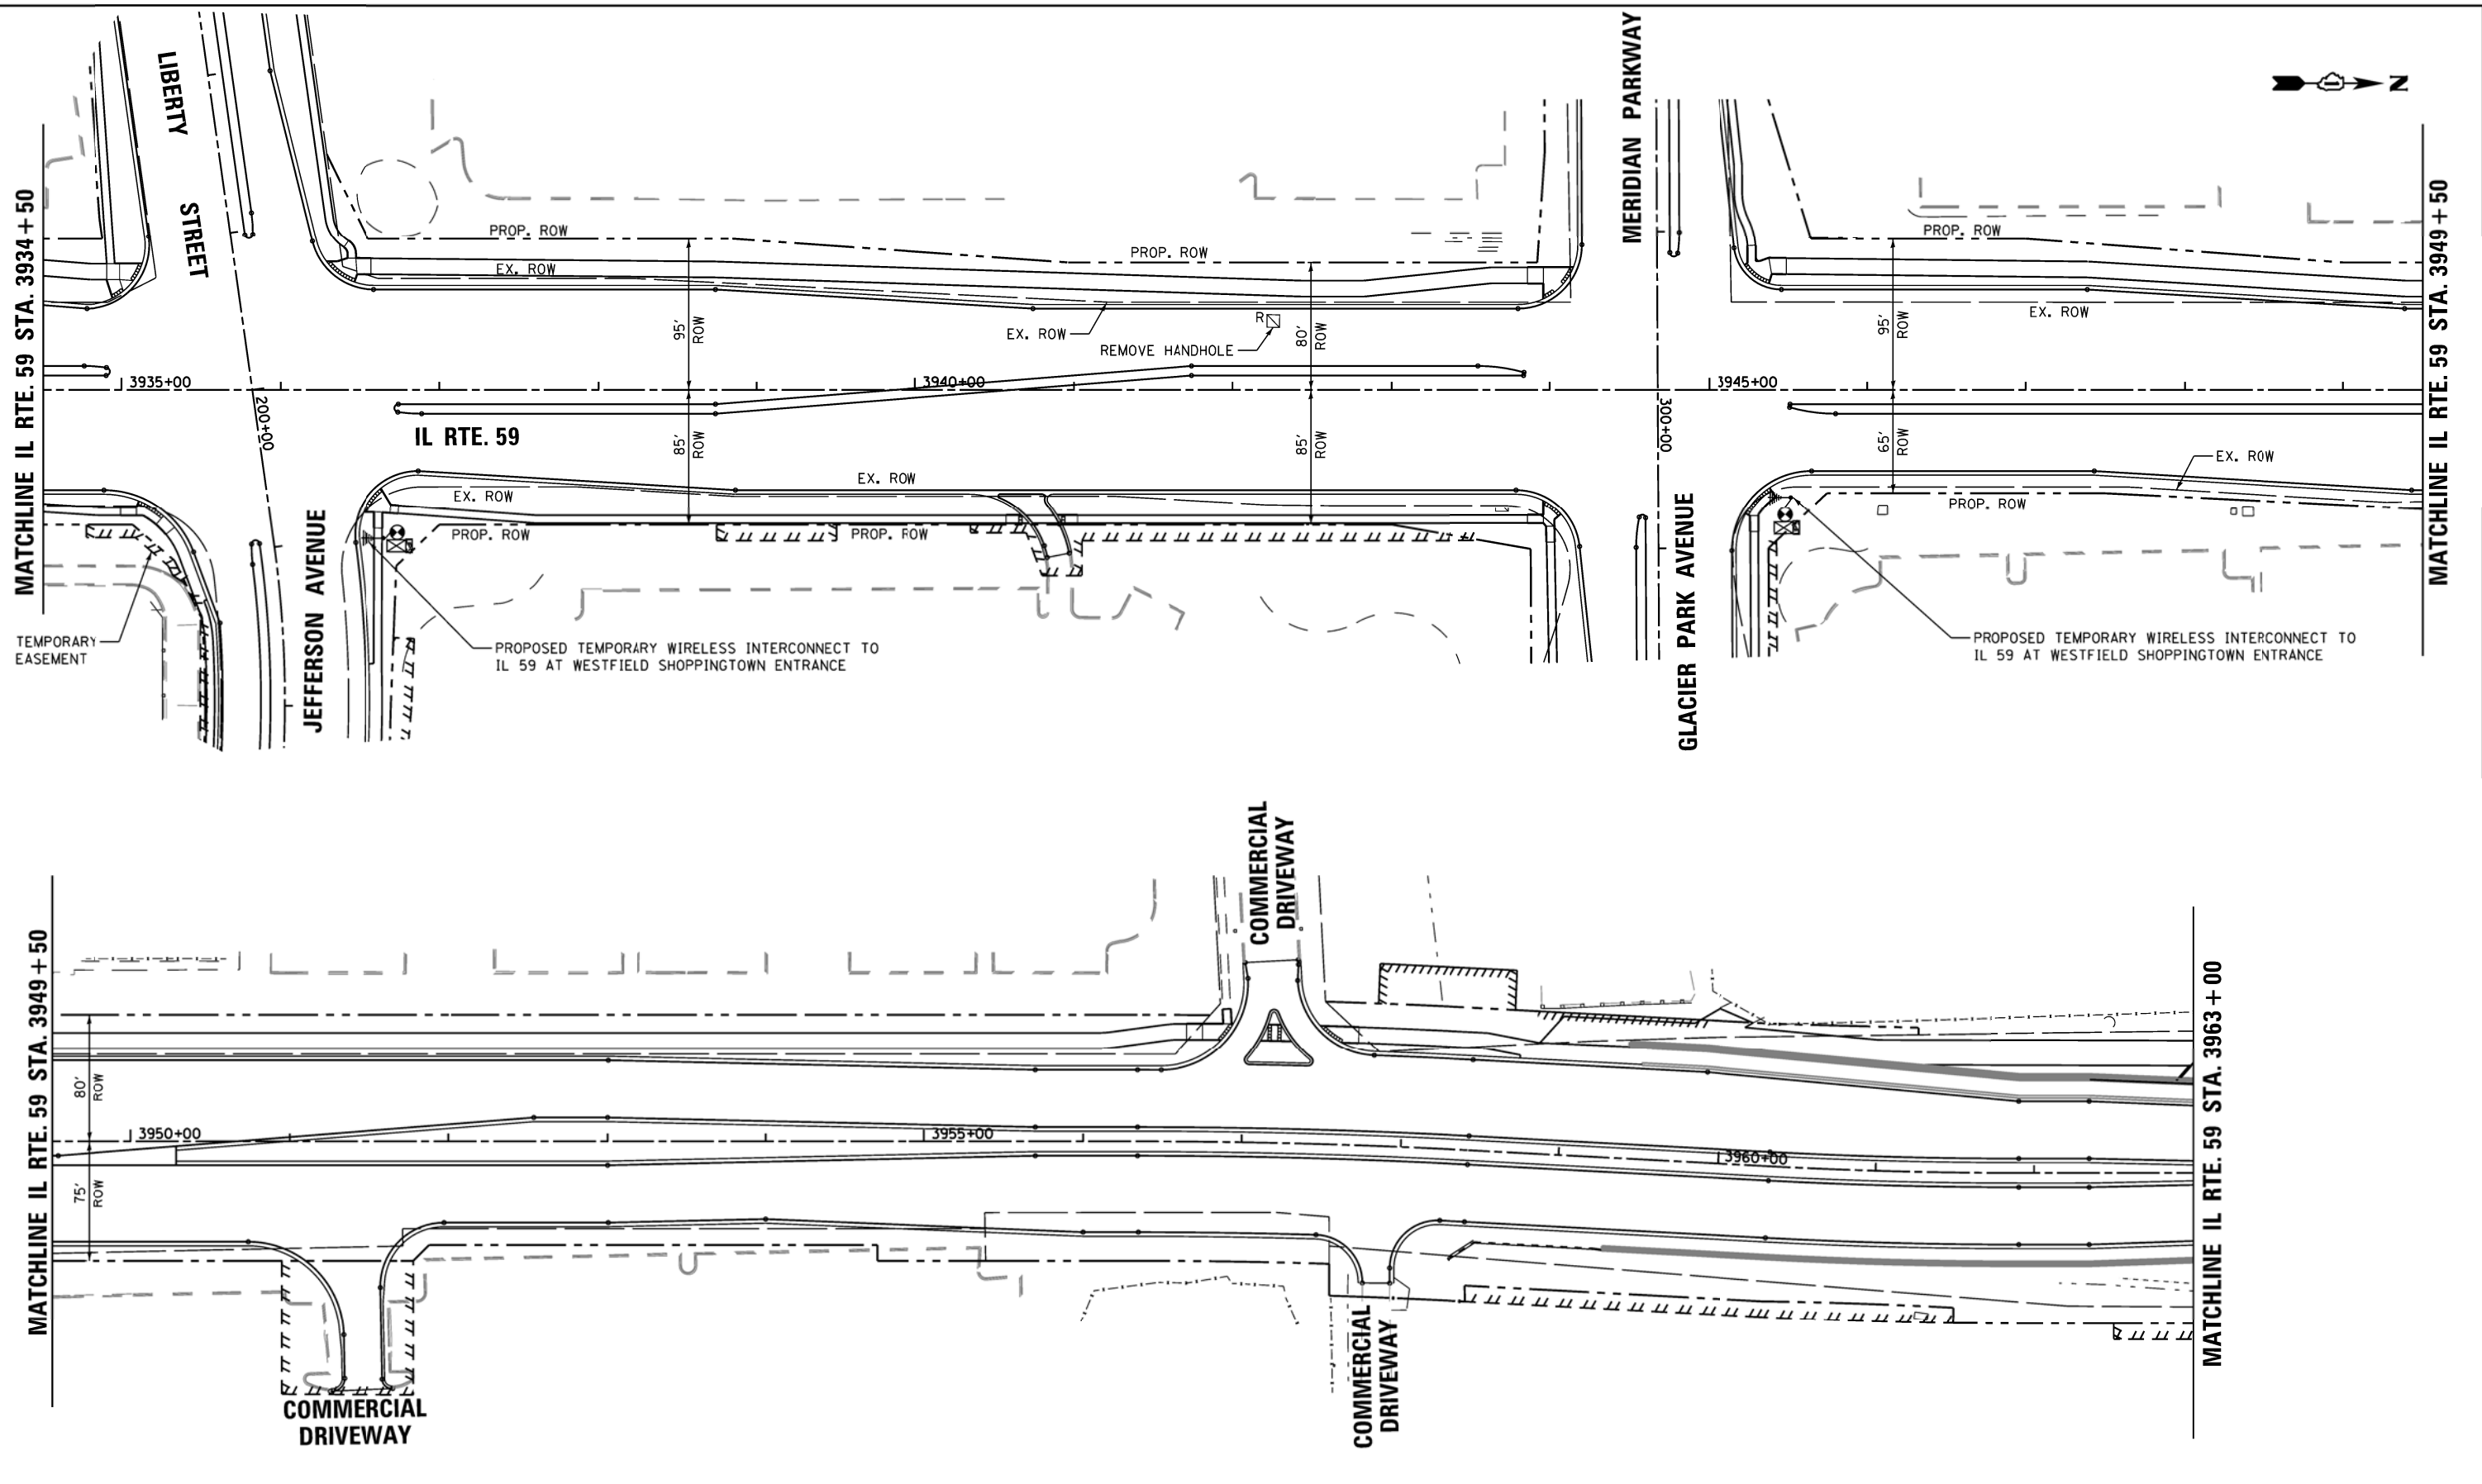 LIBERTY
STREET
MERIDIAN PARKWAY
N
MATCHLINE IL RTE. 59 STA. 3934+50
PROP. ROW
EX. ROW
95'
ROW
PROP. ROW
EX. ROW
R
REMOVE HANDHOLE
80'
ROW
PROP. ROW
95'
ROW
EX. ROW
MATCHLINE IL RTE. 59 STA. 3949+50
3935+00
3940+00
3945+00
200+00
300+00
IL RTE. 59
85'
ROW
85'
ROW
65'
ROW
EX. ROW
EX. ROW
EX. ROW
PROP. ROW
PROP. ROW
PROP. ROW
TEMPORARY
EASEMENT
JEFFERSON AVENUE
PROPOSED TEMPORARY WIRELESS INTERCONNECT TO
IL 59 AT WESTFIELD SHOPPINGTOWN ENTRANCE
GLACIER PARK AVENUE
PROPOSED TEMPORARY WIRELESS INTERCONNECT TO
IL 59 AT WESTFIELD SHOPPINGTOWN ENTRANCE
COMMERCIAL
DRIVEWAY
MATCHLINE IL RTE. 59 STA. 3949+50
80'
ROW
3950+00
3955+00
3960+00
75'
ROW
MATCHLINE IL RTE. 59 STA. 3963+00
COMMERCIAL
DRIVEWAY
COMMERCIAL
DRIVEWAY